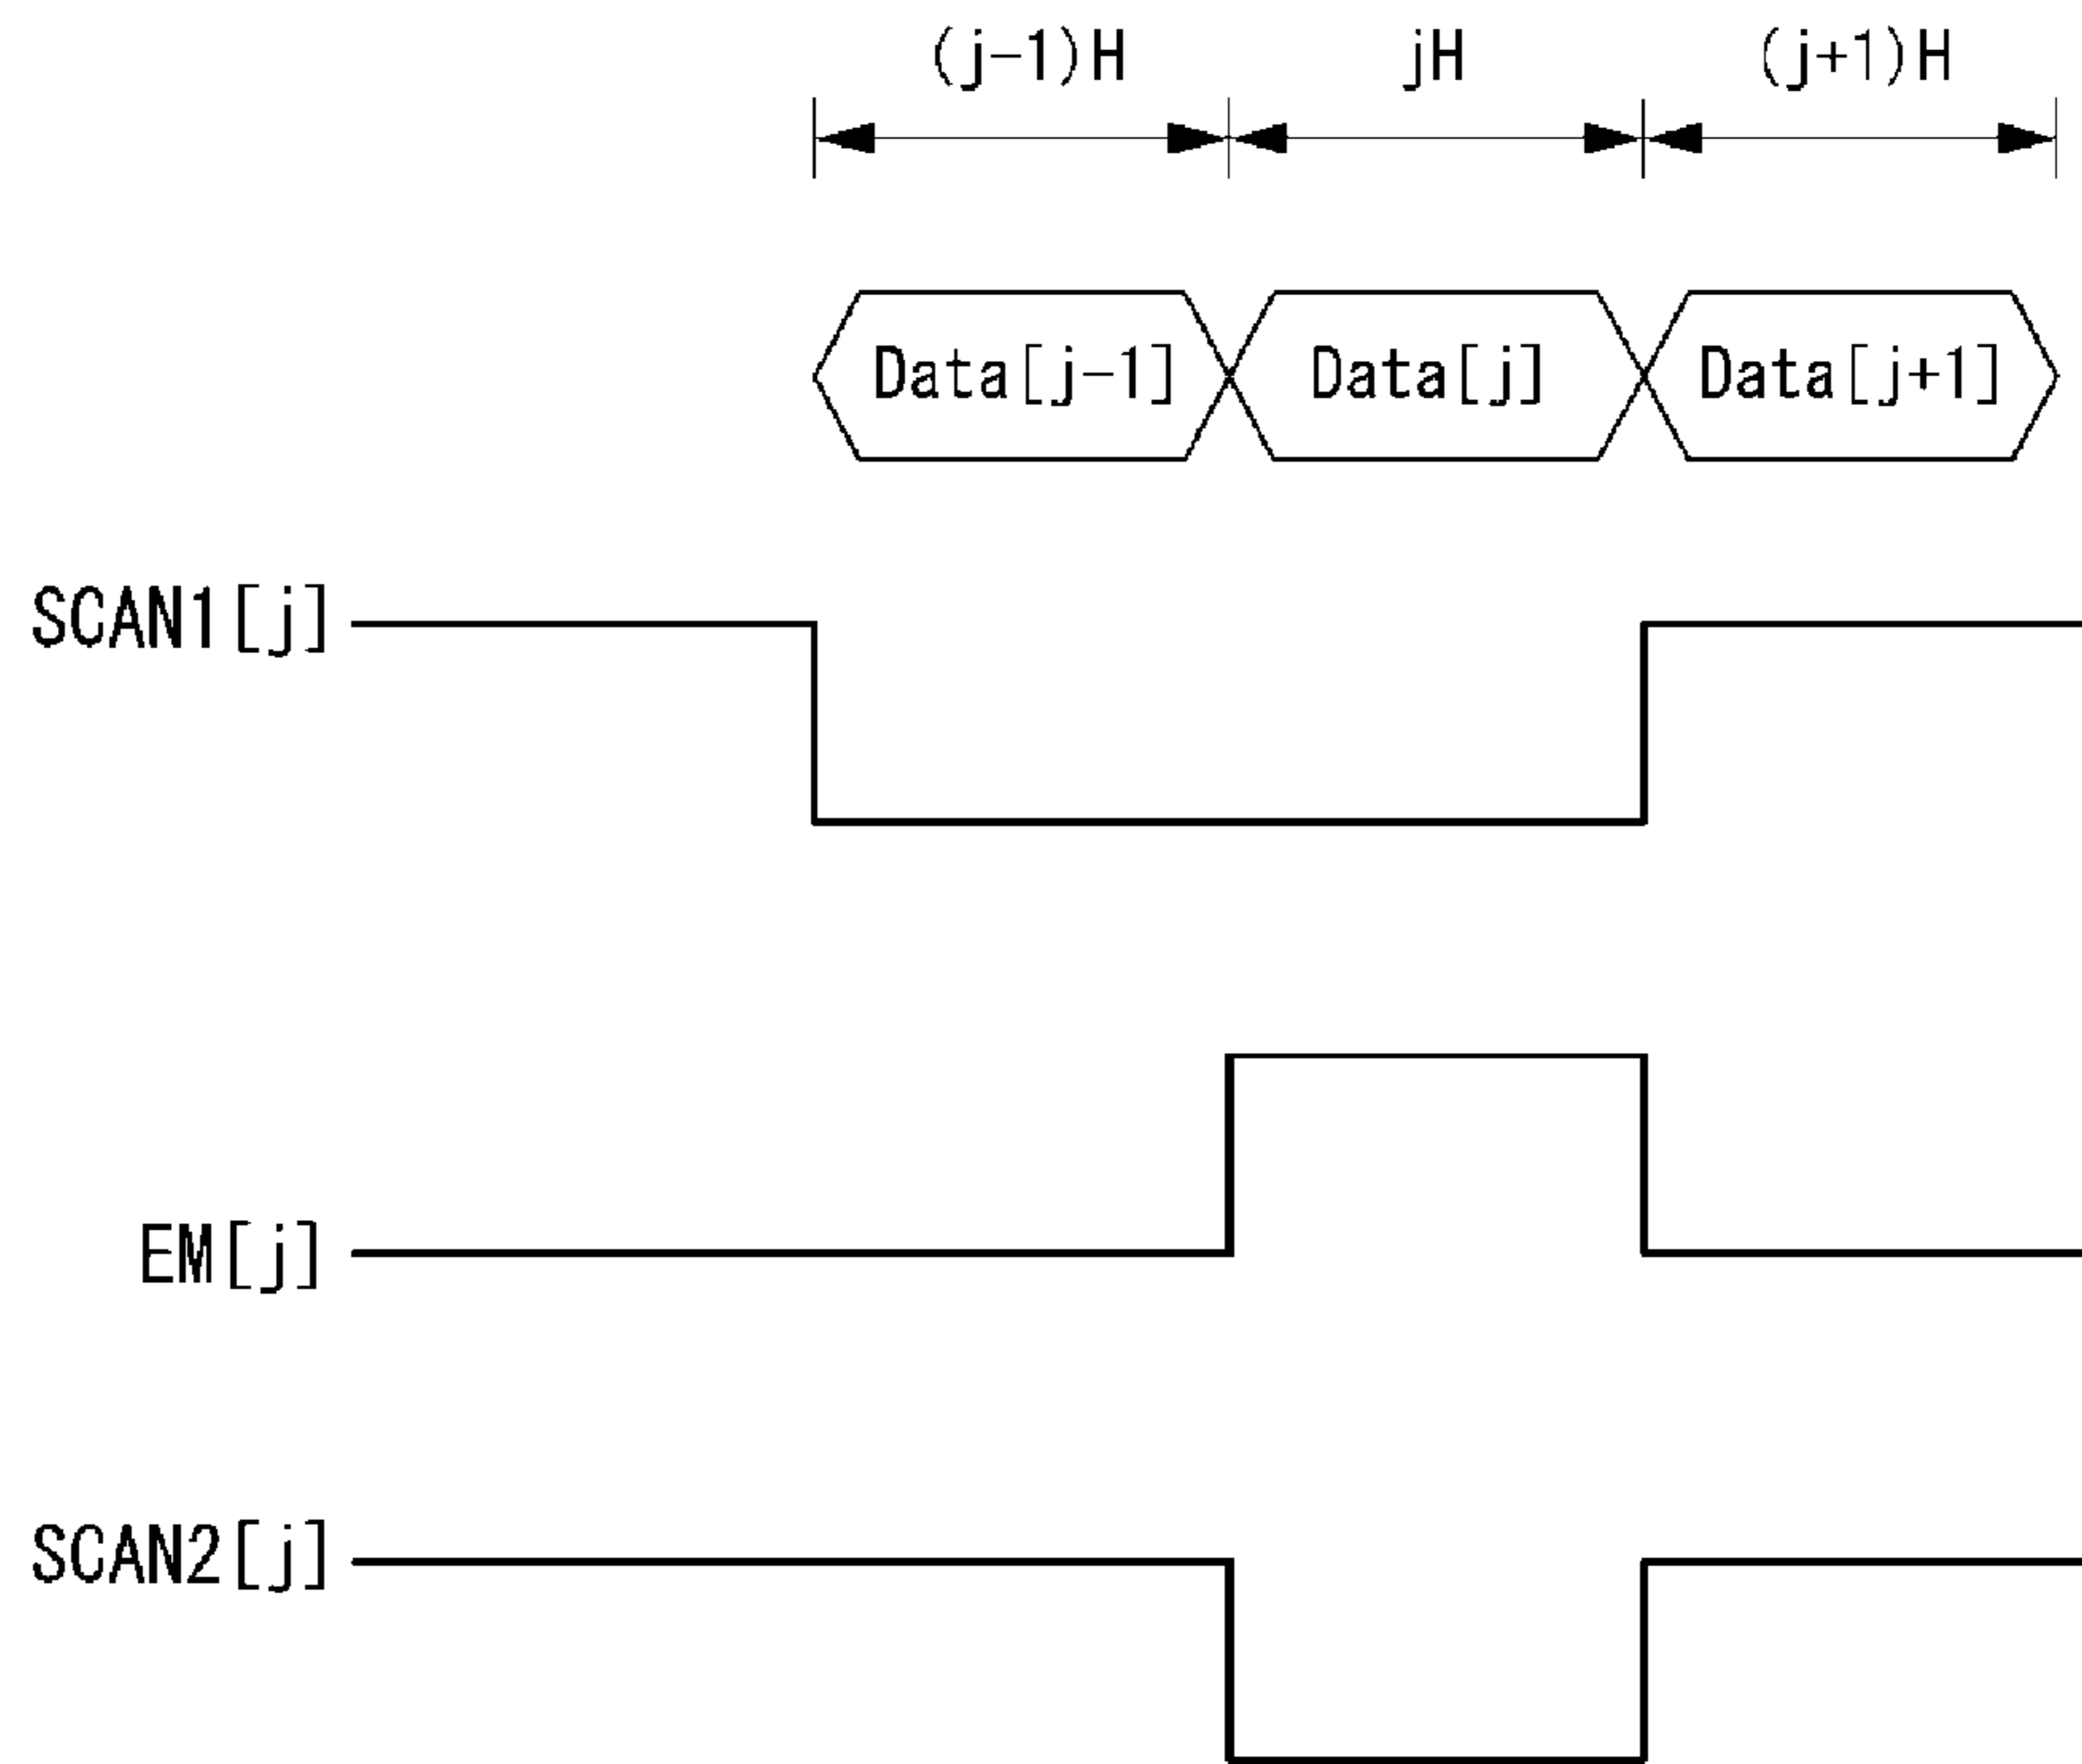 (j-1)H jH (j+1)H
Data[j-1] Data[j] Data[j+1]
SCAN1[j]
EM[j]
SCAN2[j]